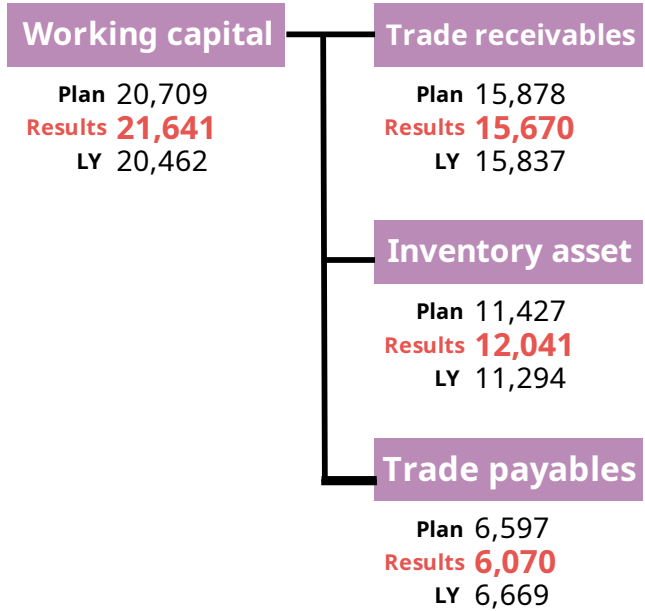 Working capital
Plan 20,709
Results 21,641
LY 20,462
Trade receivables
Plan 15,878
Results 15,670
LY 15,837
Inventory asset
Plan 11,427
Results 12,041
LY 11,294
Trade payables
Plan 6,597
Results 6,070
LY 6,669